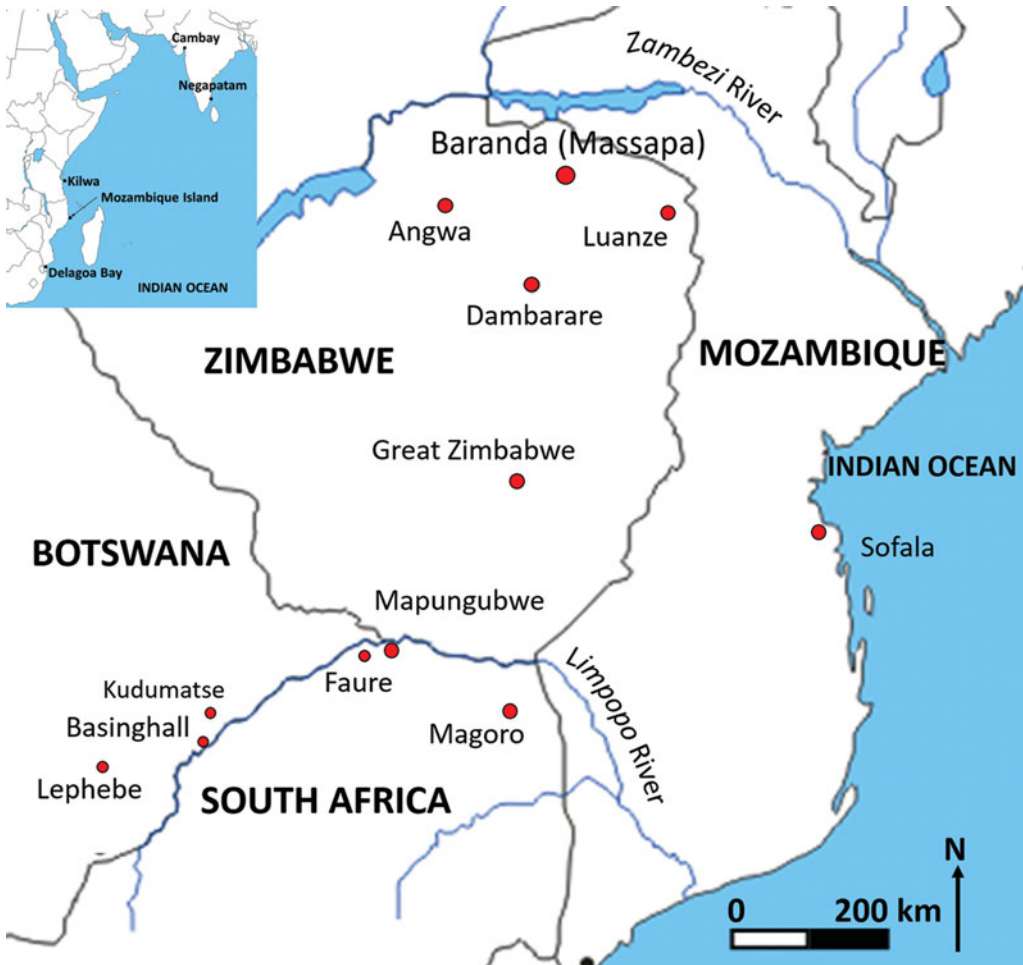 Cambay
Negapatam
Kilwa
Mozambique Island
Delagoa Bay
INDIAN OCEAN
Zambezi River
Baranda (Massapa)
Angwa
Luanze
Dambarare
ZIMBABWE
MOZAMBIQUE
Great Zimbabwe
INDIAN OCEAN
BOTSWANA
Sofala
Mapungubwe
Faure
Limpopo River
Kudumatse
Basinghall
Magoro
Lephebe
SOUTH AFRICA
N
0 200 km